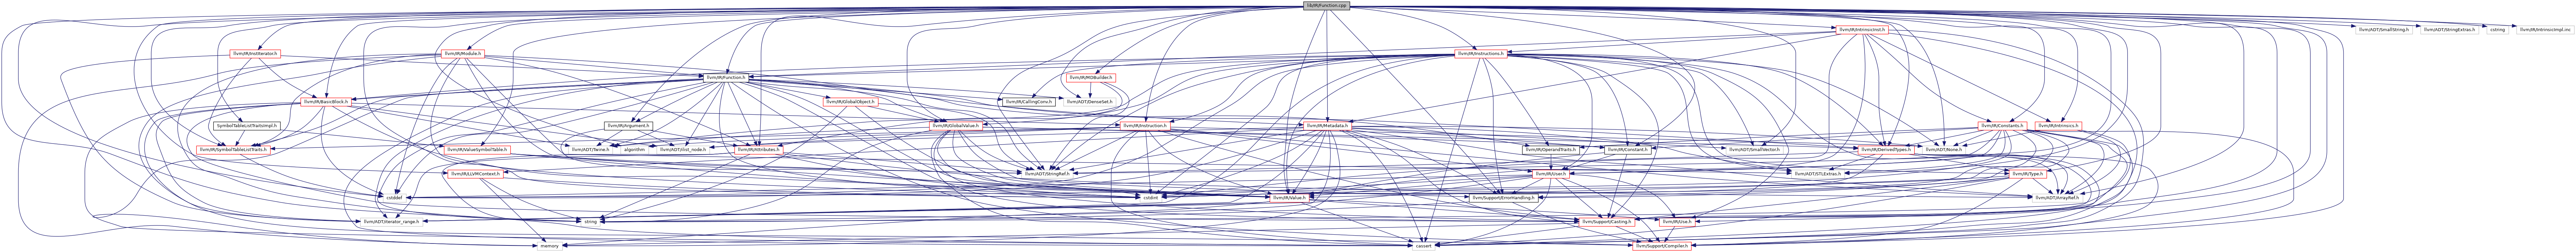 lib/IR/Function.cpp
llvm/IR/IntrinsicInst.h
llvm/ADT/SmallString.h
llvm/ADT/StringExtras.h
cstring
llvm/IR/IntrinsicImpl.inc
llvm/IR/InstIterator.h
llvm/IR/Module.h
llvm/IR/Instructions.h
llvm/IR/Function.h
llvm/IR/MDBuilder.h
llvm/IR/BasicBlock.h
llvm/IR/GlobalObject.h
llvm/IR/CallingConv.h
llvm/ADT/DenseSet.h
SymbolTableListTraitsImpl.h
llvm/IR/Argument.h
llvm/IR/GlobalValue.h
llvm/IR/Instruction.h
llvm/IR/Metadata.h
llvm/IR/Constants.h
llvm/IR/Intrinsics.h
llvm/IR/SymbolTableListTraits.h
llvm/IR/ValueSymbolTable.h
llvm/ADT/Twine.h
algorithm
llvm/ADT/ilist_node.h
llvm/IR/Attributes.h
llvm/IR/OperandTraits.h
llvm/IR/Constant.h
llvm/ADT/SmallVector.h
llvm/IR/DerivedTypes.h
llvm/ADT/None.h
llvm/IR/LLVMContext.h
llvm/ADT/StringRef.h
llvm/IR/User.h
llvm/ADT/STLExtras.h
llvm/IR/Type.h
cstddef
cstdint
llvm/IR/Value.h
llvm/Support/ErrorHandling.h
llvm/ADT/ArrayRef.h
llvm/ADT/iterator_range.h
string
llvm/Support/Casting.h
llvm/IR/Use.h
memory
cassert
llvm/Support/Compiler.h